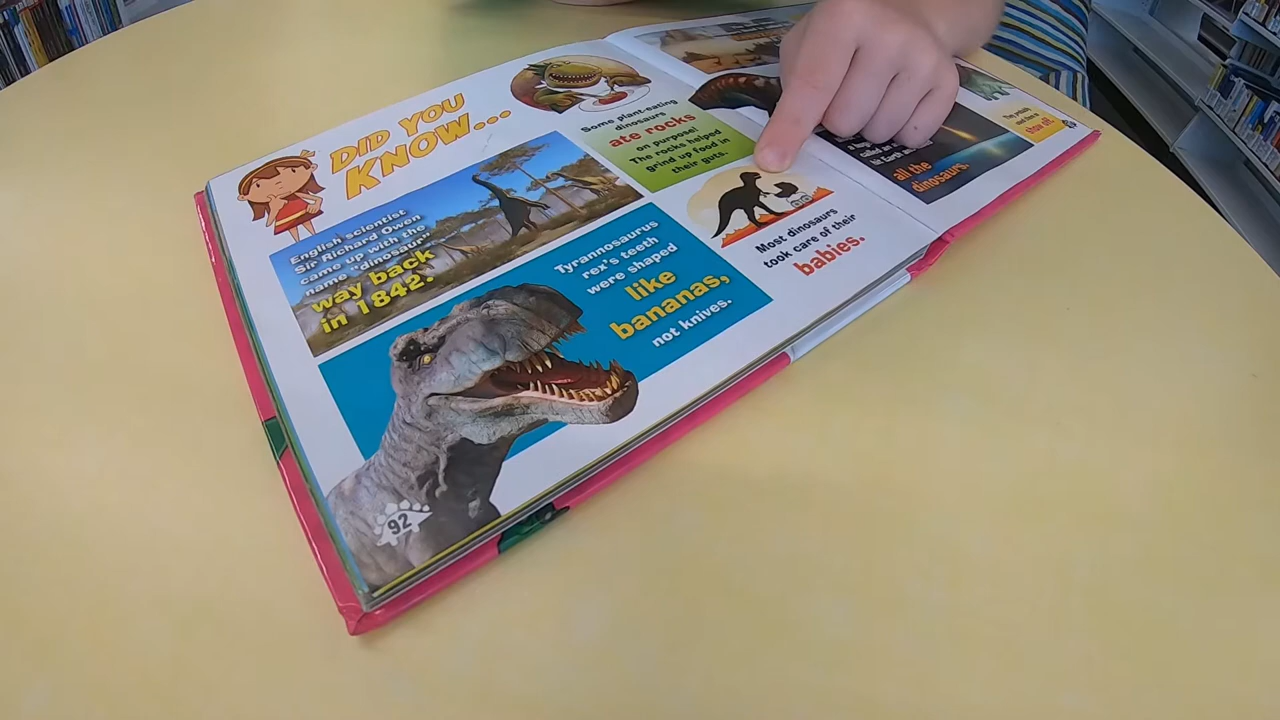 DID YOU
KNOW...
English scientist
Sir Richard Owen
came up with the
name "dinosaur"
way back
in 1842.
Some plant-eating
dinosaurs
ate rocks
on purpose!
The rocks helped
grind up food in
their guts.
Tyrannosaurus
rex's teeth
were shaped
like
bananas,
not knives.
Most dinosaurs
took care of their
babies.
92
all the
dinosaurs